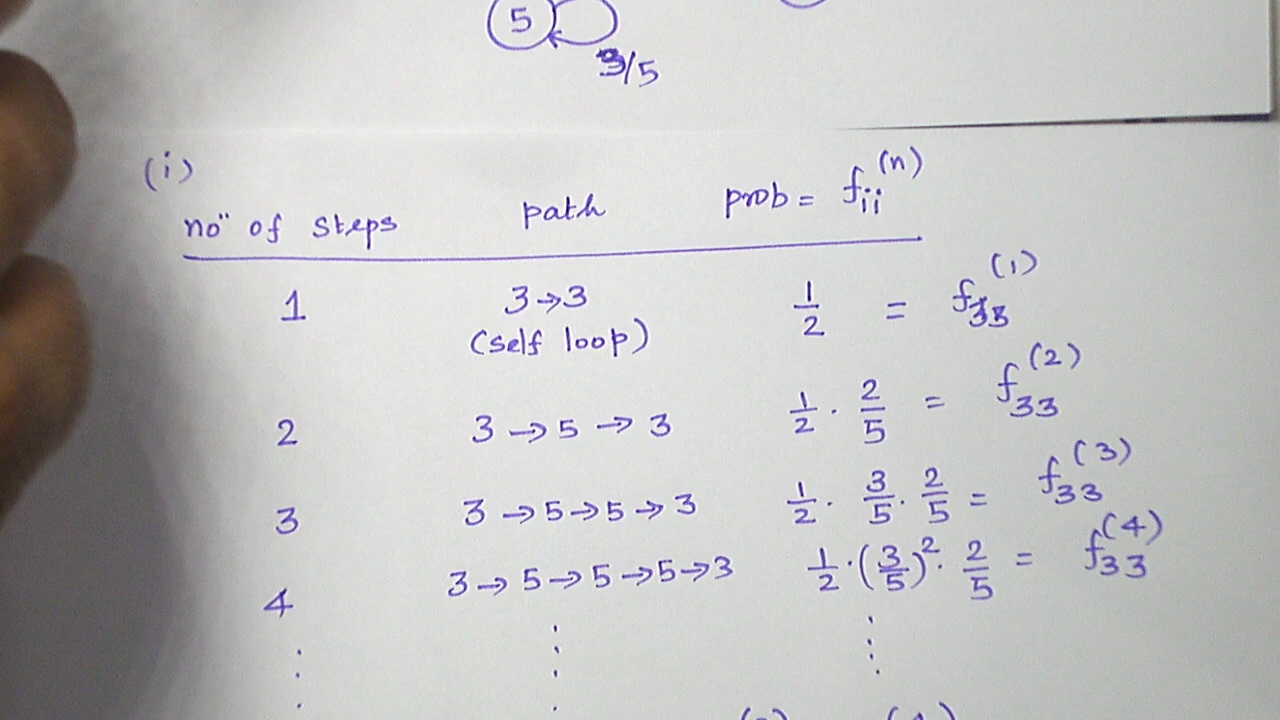 5
3/5
(i)
no" of steps path prob = f_ii^(n)
1 3→3 1/2 = f_33^(1)
(self loop)
2 3→5→3 1/2 · 2/5 = f_33^(2)
3 3→5→5→3 1/2 · 3/5 · 2/5 = f_33^(3)
4 3→5→5→5→3 1/2 · (3/5)^2 · 2/5 = f_33^(4)